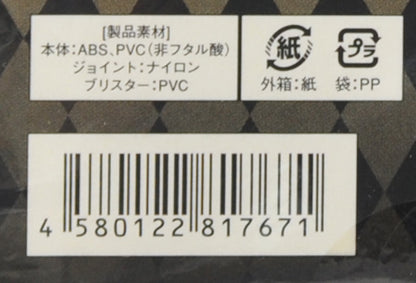 [製品素材]
本体:ABS、PVC(非フタル酸)
ジョイント:ナイロン
ブリスター:PVC
紙
プラ
外箱:紙 袋:PP
4 580122 817671